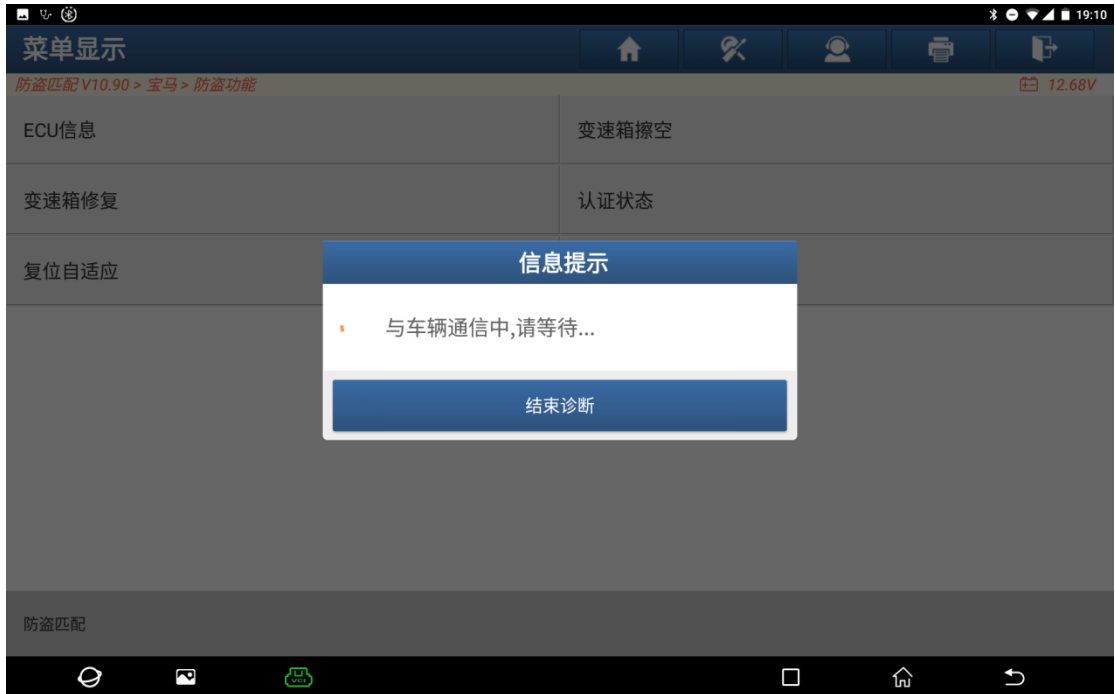 19:10
菜单显示
防盗匹配 V10.90 > 宝马 > 防盗功能
12.68V
ECU信息
变速箱擦空
变速箱修复
认证状态
复位自适应
信息提示
与车辆通信中,请等待...
结束诊断
防盗匹配
VCI